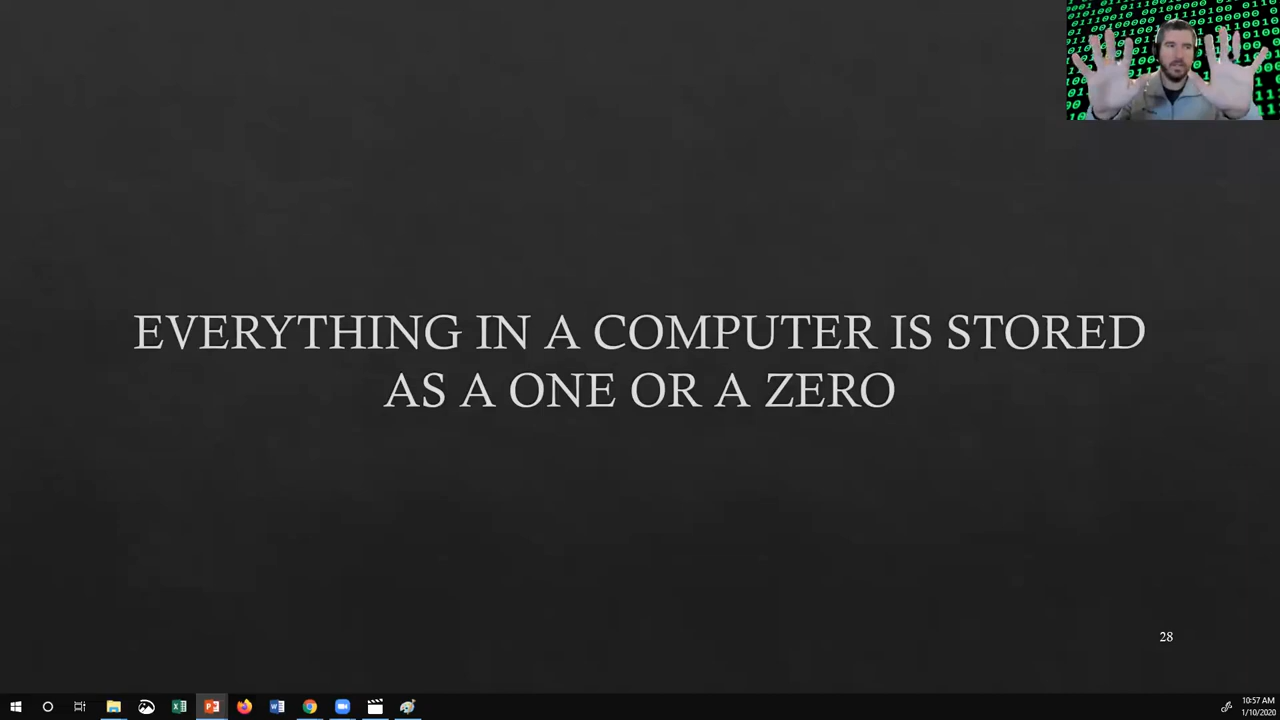 EVERYTHING IN A COMPUTER IS STORED
AS A ONE OR A ZERO
28
10:57 AM
1/10/2020